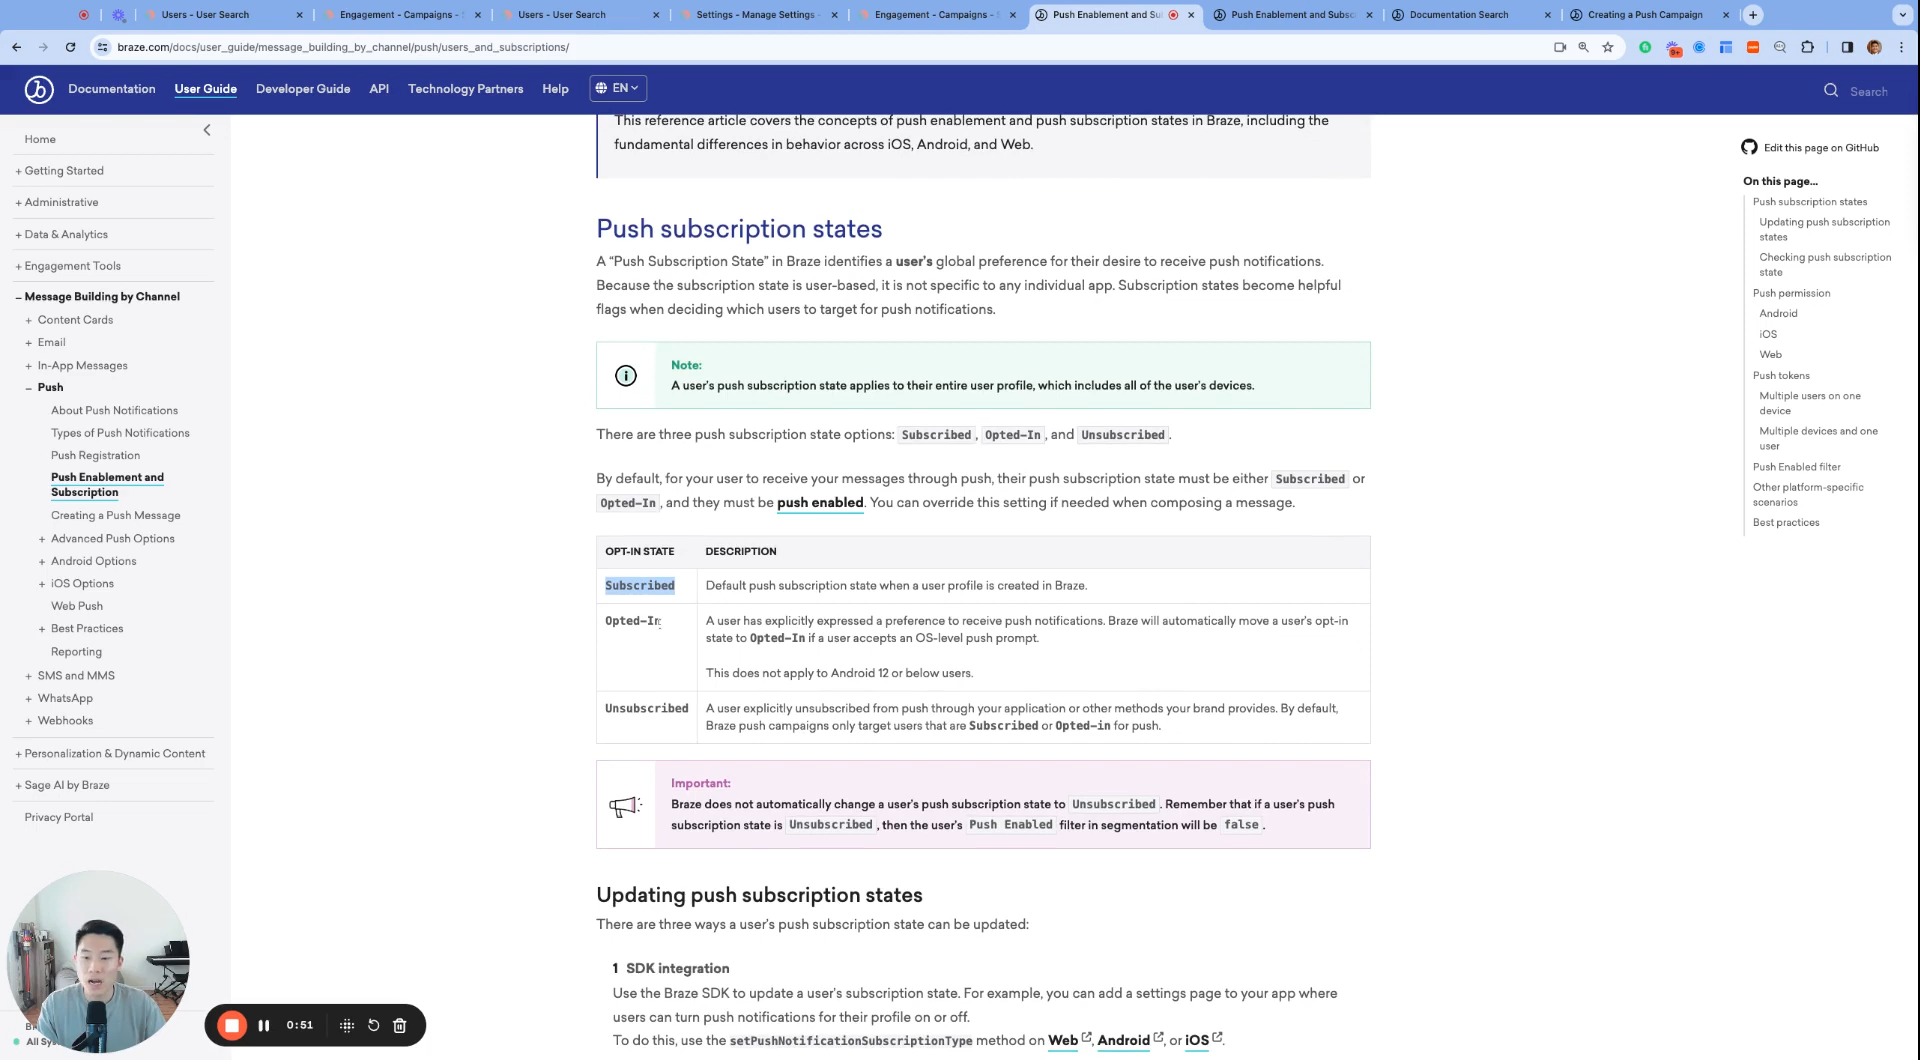 Users - User Search
Engagement - Campaigns -
Users - User Search
Settings - Manage Settings -
Engagement - Campaigns -
Push Enablement and Su
Push Enablement and Subsc
Documentation Search
Creating a Push Campaign
braze.com/docs/user_guide/message_building_by_channel/push/users_and_subscriptions/
9+
Documentation
User Guide
Developer Guide
API
Technology Partners
Help
EN
Search
Home
+ Getting Started
+ Administrative
+ Data & Analytics
+ Engagement Tools
– Message Building by Channel
+ Content Cards
+ Email
+ In-App Messages
– Push
About Push Notifications
Types of Push Notifications
Push Registration
Push Enablement and
Subscription
Creating a Push Message
+ Advanced Push Options
+ Android Options
+ iOS Options
Web Push
+ Best Practices
Reporting
+ SMS and MMS
+ WhatsApp
+ Webhooks
+ Personalization & Dynamic Content
+ Sage AI by Braze
Privacy Portal
All Sys
0:51
This reference article covers the concepts of push enablement and push subscription states in Braze, including the
fundamental differences in behavior across iOS, Android, and Web.
Push subscription states
A “Push Subscription State” in Braze identifies a user’s global preference for their desire to receive push notifications.
Because the subscription state is user-based, it is not specific to any individual app. Subscription states become helpful
flags when deciding which users to target for push notifications.
Note:
A user’s push subscription state applies to their entire user profile, which includes all of the user’s devices.
There are three push subscription state options: Subscribed, Opted-In, and Unsubscribed.
By default, for your user to receive your messages through push, their push subscription state must be either Subscribed or
Opted-In, and they must be push enabled. You can override this setting if needed when composing a message.
OPT-IN STATE DESCRIPTION
Subscribed Default push subscription state when a user profile is created in Braze.
Opted-In A user has explicitly expressed a preference to receive push notifications. Braze will automatically move a user’s opt-in
state to Opted-In if a user accepts an OS-level push prompt.
This does not apply to Android 12 or below users.
Unsubscribed A user explicitly unsubscribed from push through your application or other methods your brand provides. By default,
Braze push campaigns only target users that are Subscribed or Opted-in for push.
Important:
Braze does not automatically change a user’s push subscription state to Unsubscribed. Remember that if a user’s push
subscription state is Unsubscribed, then the user’s Push Enabled filter in segmentation will be false.
Updating push subscription states
There are three ways a user’s push subscription state can be updated:
1 SDK integration
Use the Braze SDK to update a user’s subscription state. For example, you can add a settings page to your app where
users can turn push notifications for their profile on or off.
To do this, use the setPushNotificationSubscriptionType method on Web, Android, or iOS.
Edit this page on GitHub
On this page...
Push subscription states
Updating push subscription
states
Checking push subscription
state
Push permission
Android
iOS
Web
Push tokens
Multiple users on one
device
Multiple devices and one
user
Push Enabled filter
Other platform-specific
scenarios
Best practices